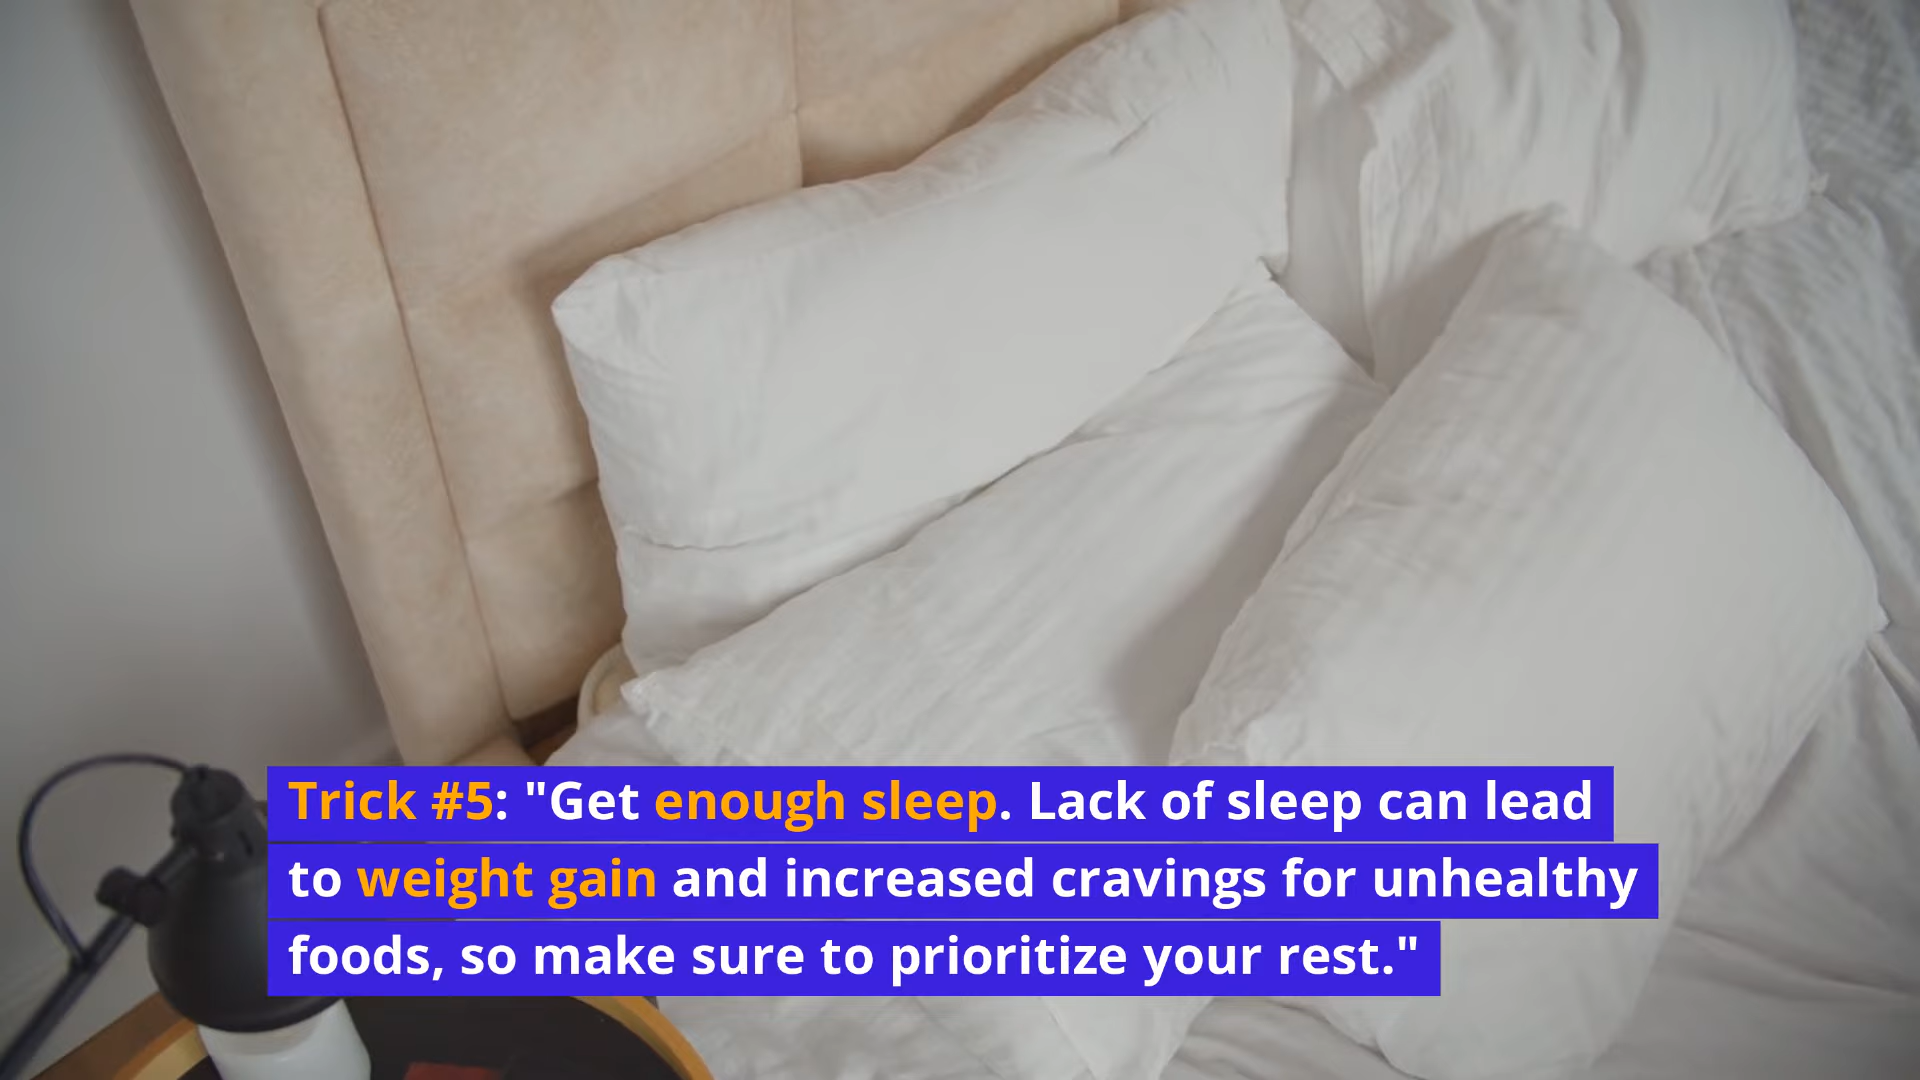 Trick #5: "Get enough sleep. Lack of sleep can lead
to weight gain and increased cravings for unhealthy
foods, so make sure to prioritize your rest."